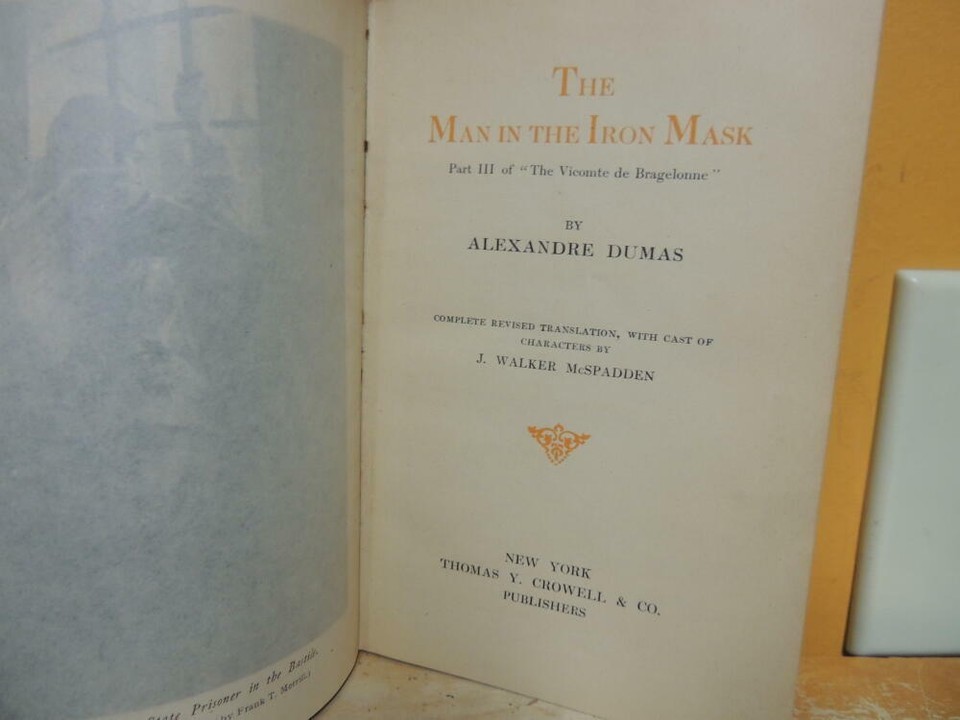 State Prisoner in the Bastile.
by Frank T. Merrill.)
THE
MAN IN THE IRON MASK
Part III of "The Vicomte de Bragelonne"
BY
ALEXANDRE DUMAS
COMPLETE REVISED TRANSLATION, WITH CAST OF
CHARACTERS BY
J. WALKER McSPADDEN
NEW YORK
THOMAS Y. CROWELL & CO.
PUBLISHERS